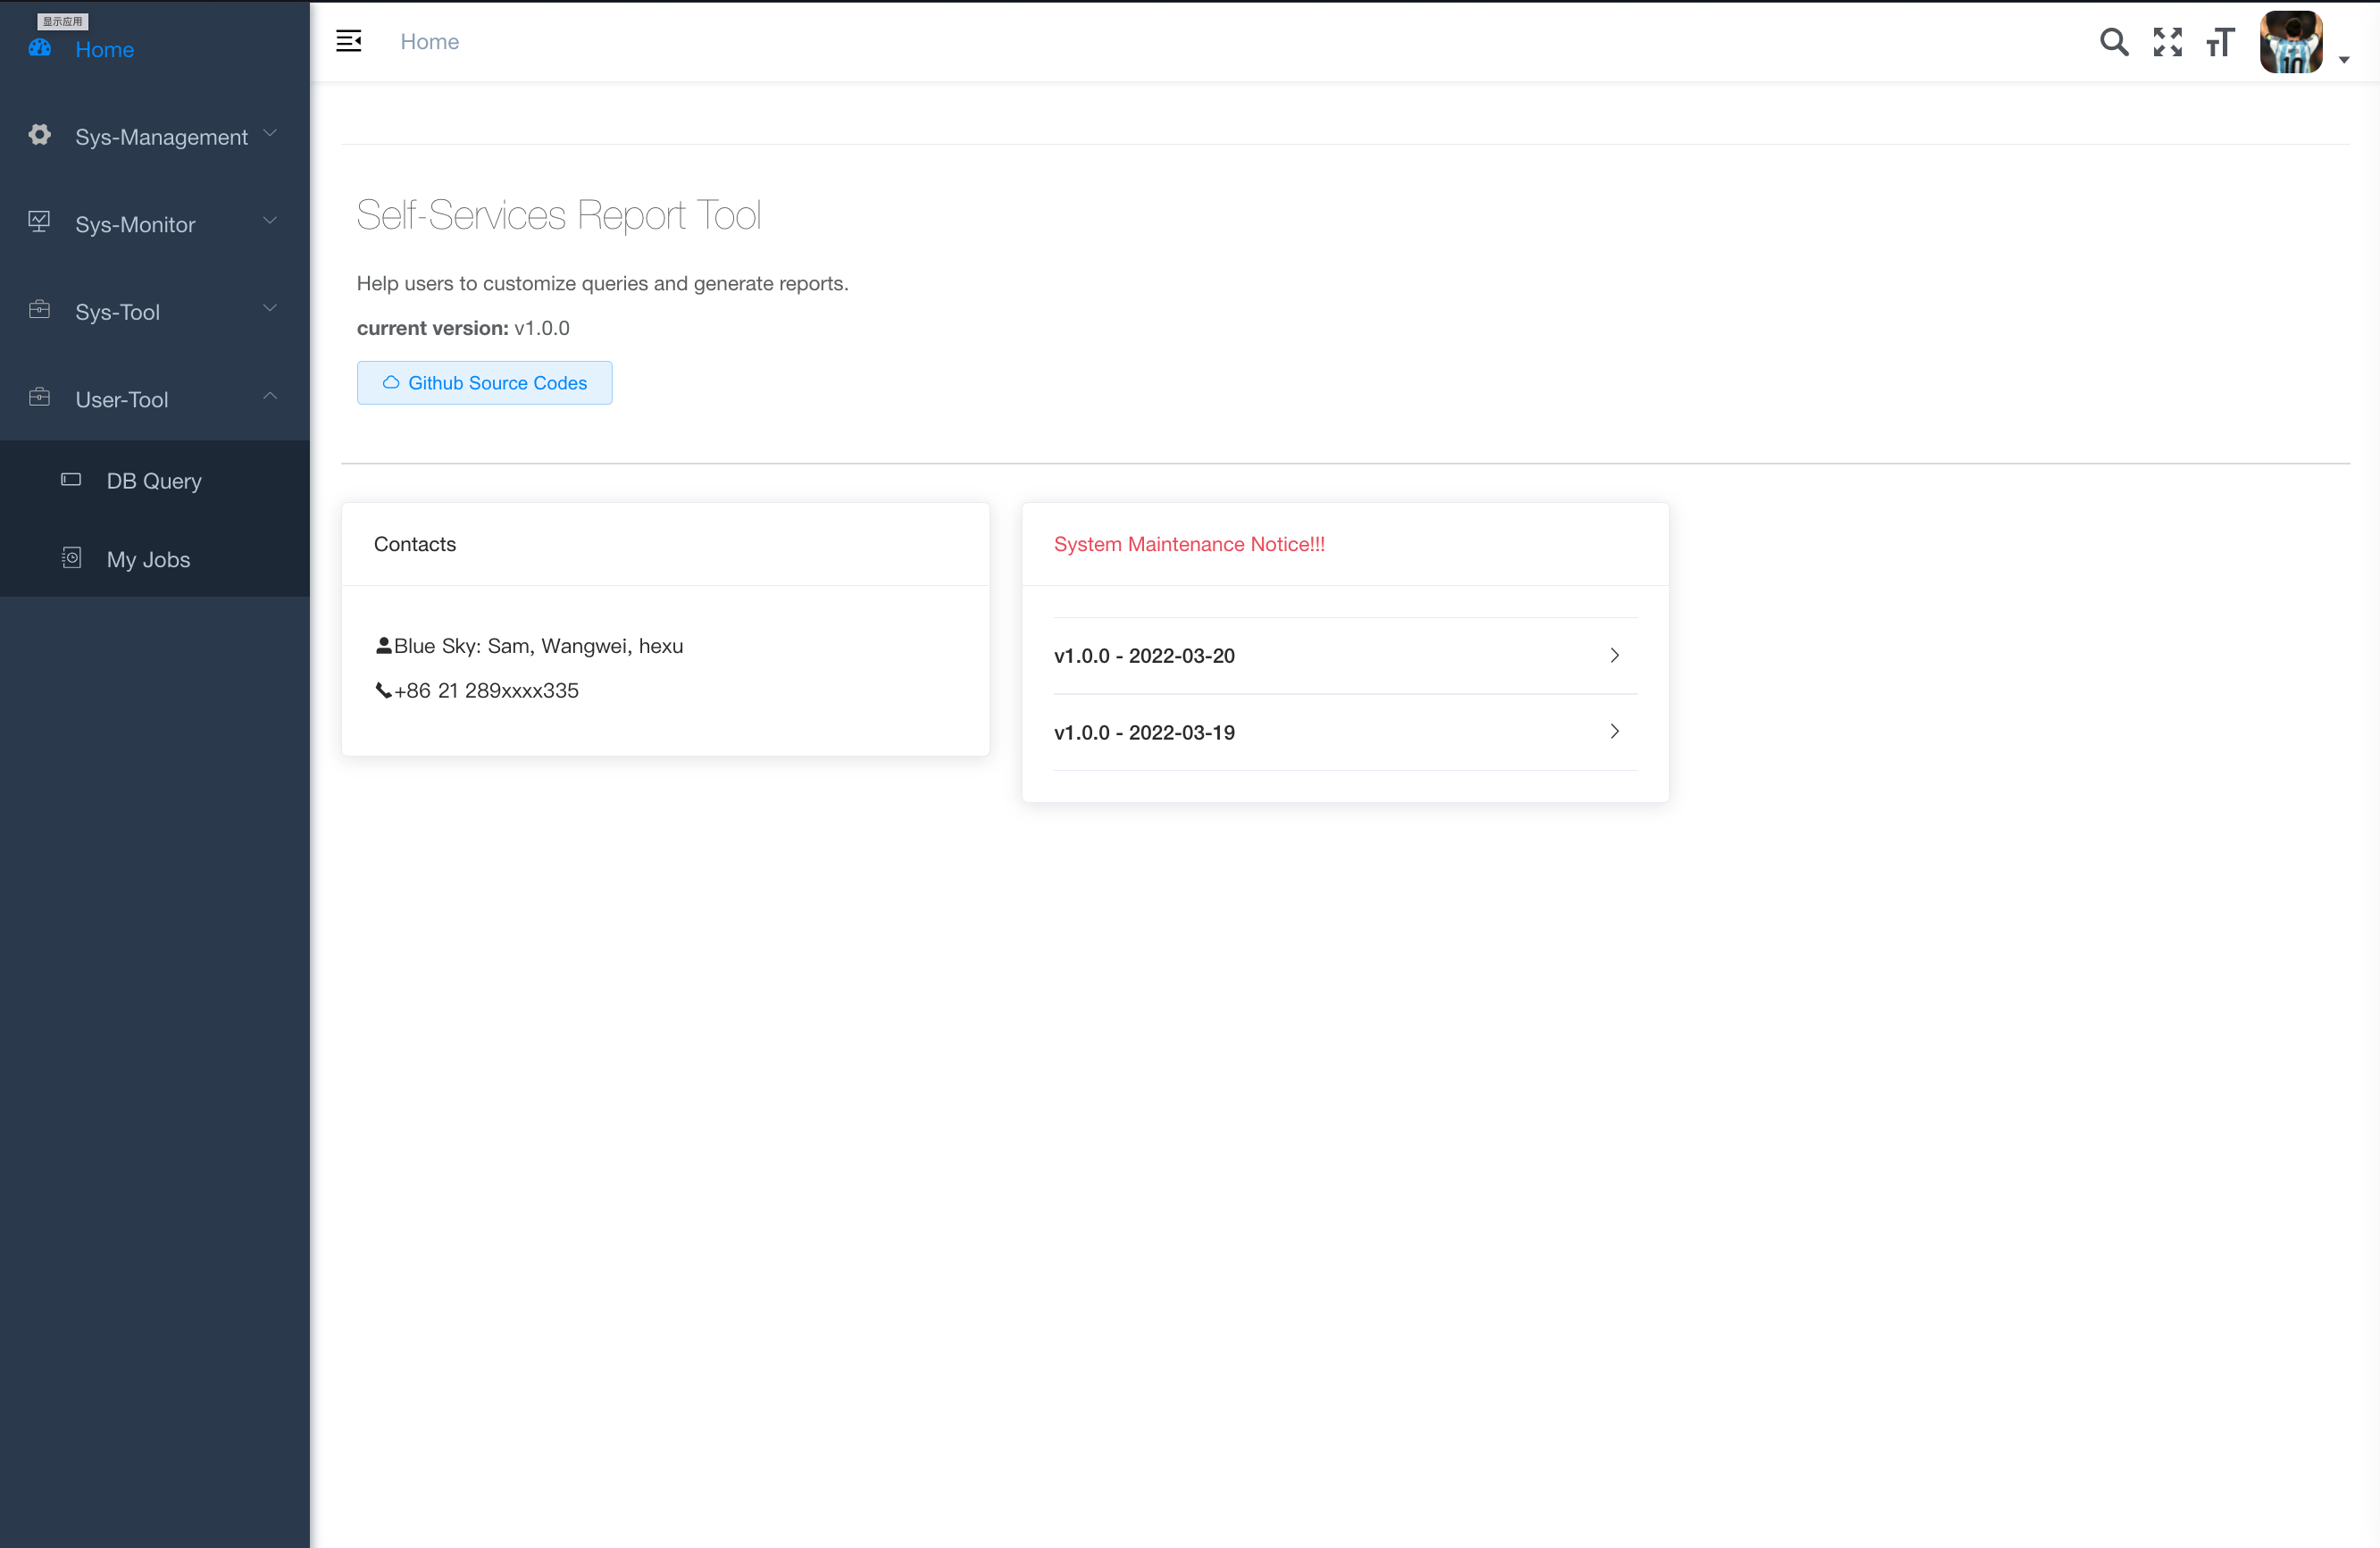 显示应用
Home
Sys-Management
Sys-Monitor
Sys-Tool
User-Tool
DB Query
My Jobs
Home
10
Self-Services Report Tool
Help users to customize queries and generate reports.
current version: v1.0.0
Github Source Codes
Contacts
Blue Sky: Sam, Wangwei, hexu
+86 21 289xxxx335
System Maintenance Notice!!!
v1.0.0 - 2022-03-20
v1.0.0 - 2022-03-19